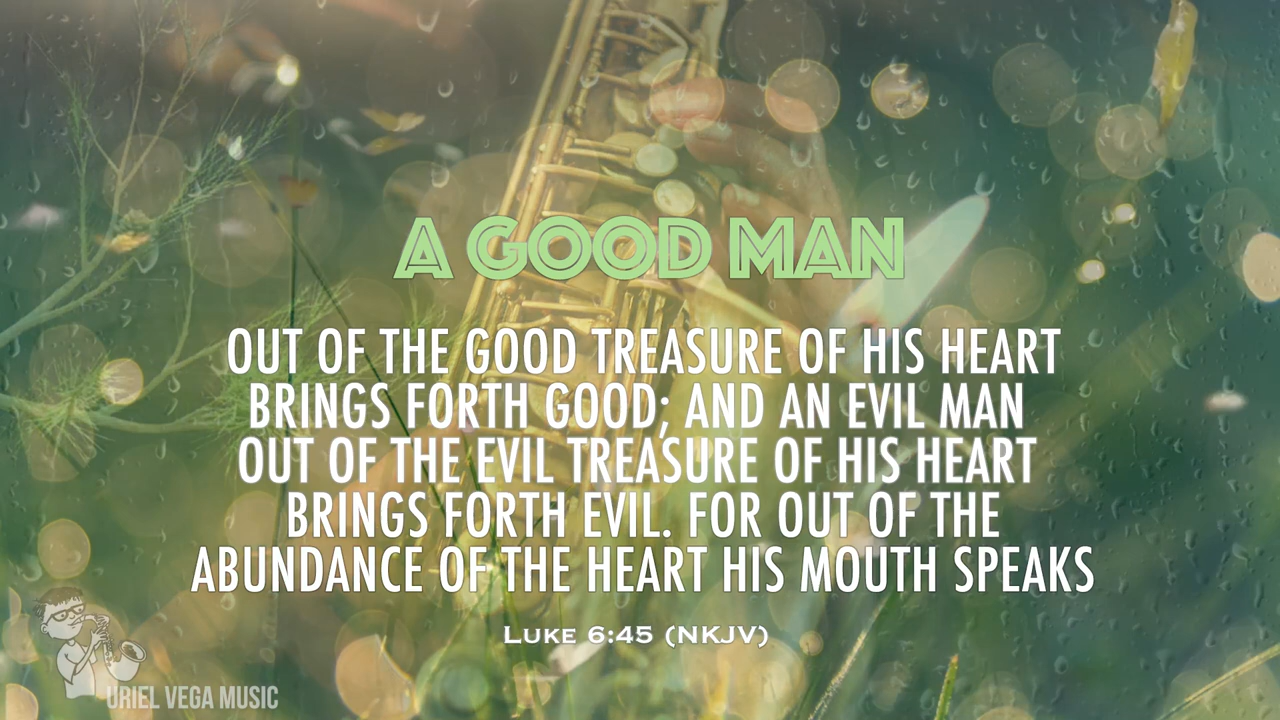 A GOOD MAN
OUT OF THE GOOD TREASURE OF HIS HEART
BRINGS FORTH GOOD; AND AN EVIL MAN
OUT OF THE EVIL TREASURE OF HIS HEART
BRINGS FORTH EVIL. FOR OUT OF THE
ABUNDANCE OF THE HEART HIS MOUTH SPEAKS
LUKE 6:45 (NKJV)
URIEL VEGA MUSIC